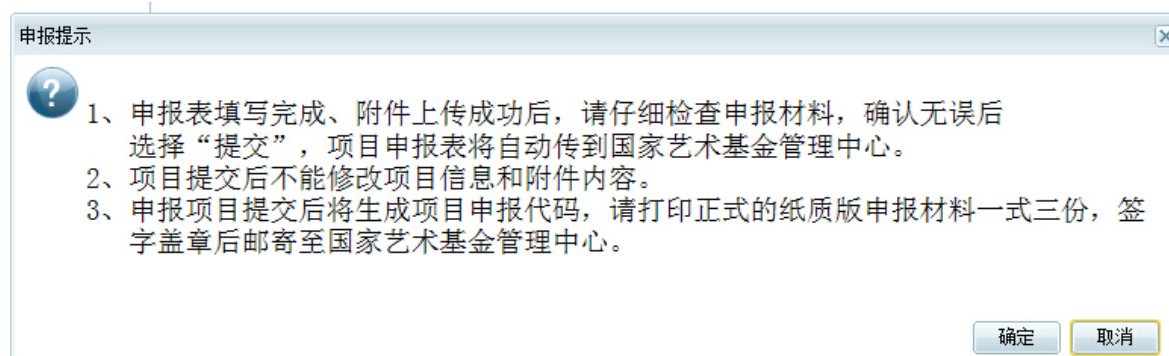 申报提示
1、申报表填写完成、附件上传成功后，请仔细检查申报材料，确认无误后
选择“提交”，项目申报表将自动传到国家艺术基金管理中心。
2、项目提交后不能修改项目信息和附件内容。
3、申报项目提交后将生成项目申报代码，请打印正式的纸质版申报材料一式三份，签
字盖章后邮寄至国家艺术基金管理中心。
确定 取消